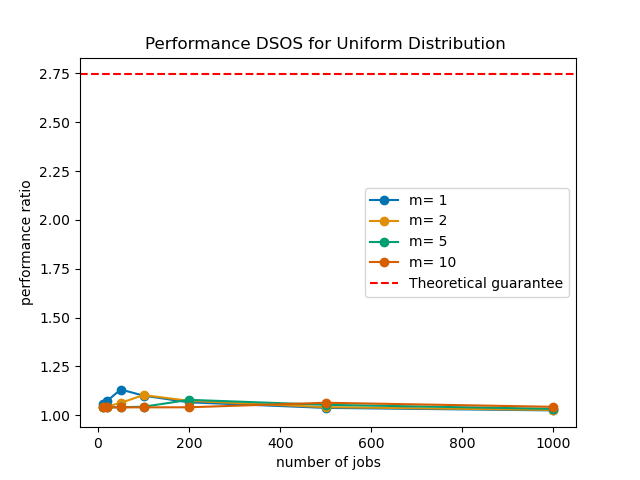 Performance DSOS for Uniform Distribution
performance ratio
2.75
2.50
2.25
2.00
1.75
1.50
1.25
1.00
m= 1
m= 2
m= 5
m= 10
Theoretical guarantee
0 200 400 600 800 1000
number of jobs